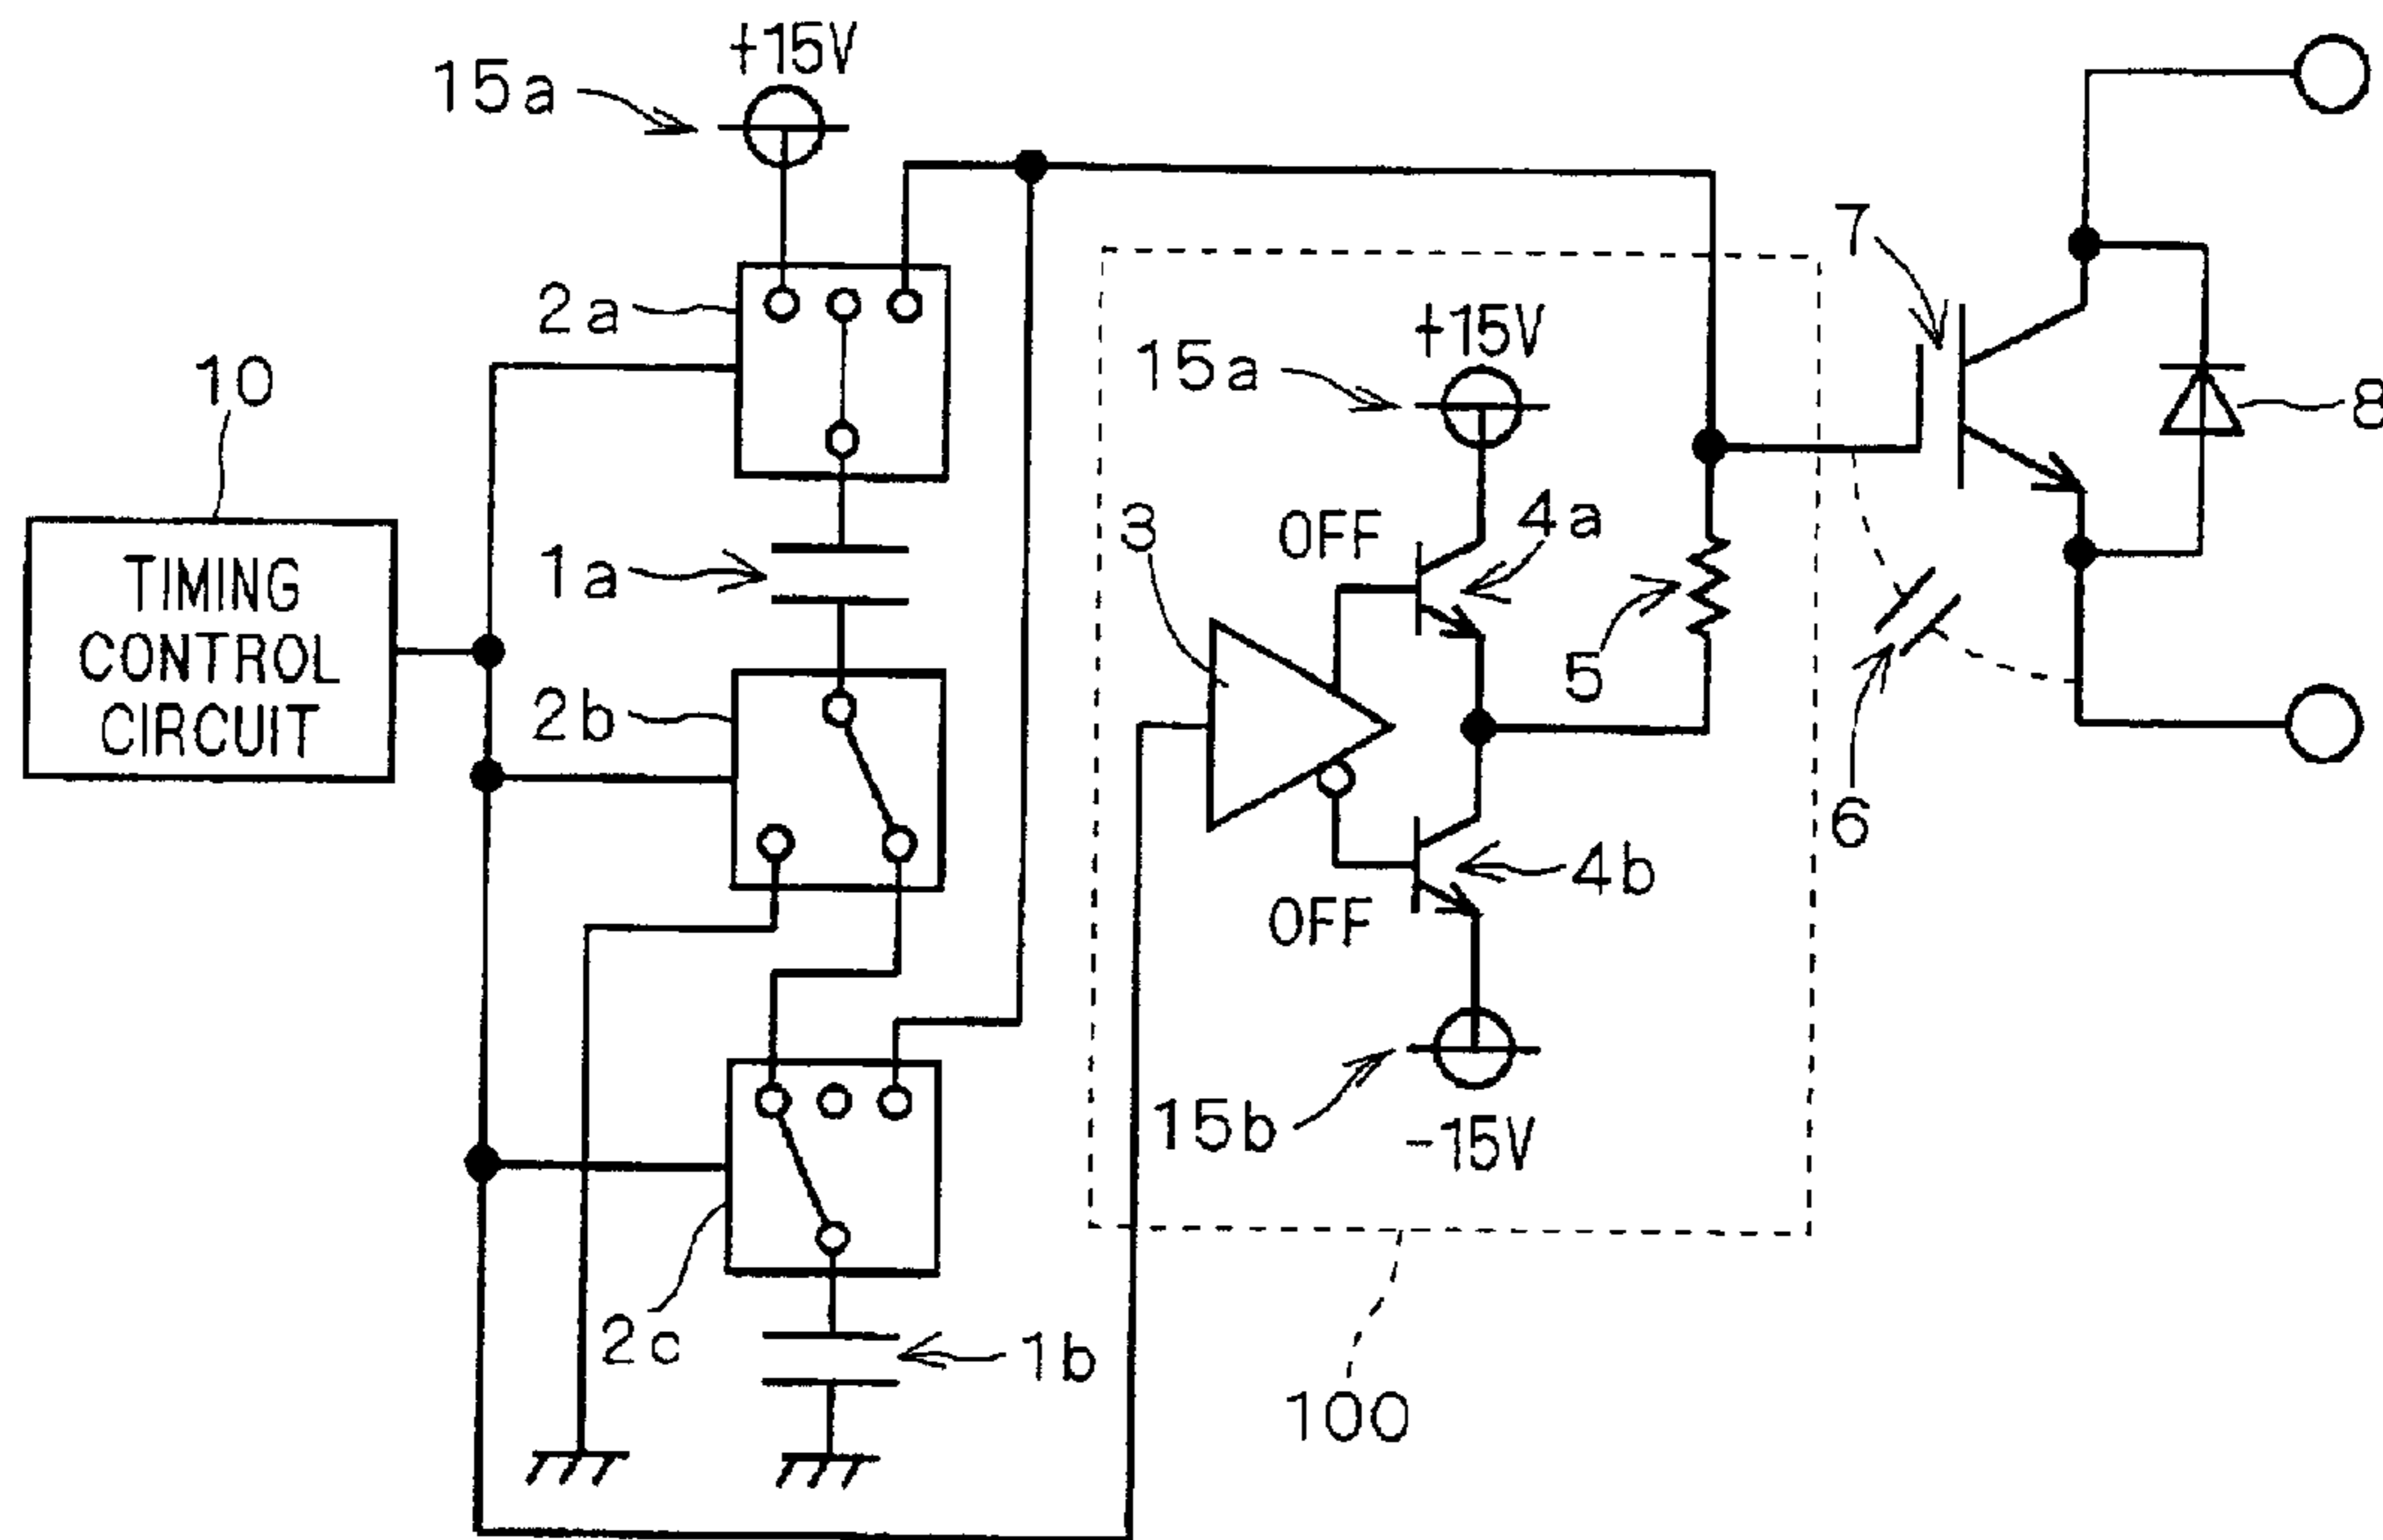 +15V
15a
7
2a
+15V
15a
10
8
3
OFF
4a
1a
TIMING
CONTROL
CIRCUIT
5
2b
6
4b
OFF
15b
-15V
2c
1b
100